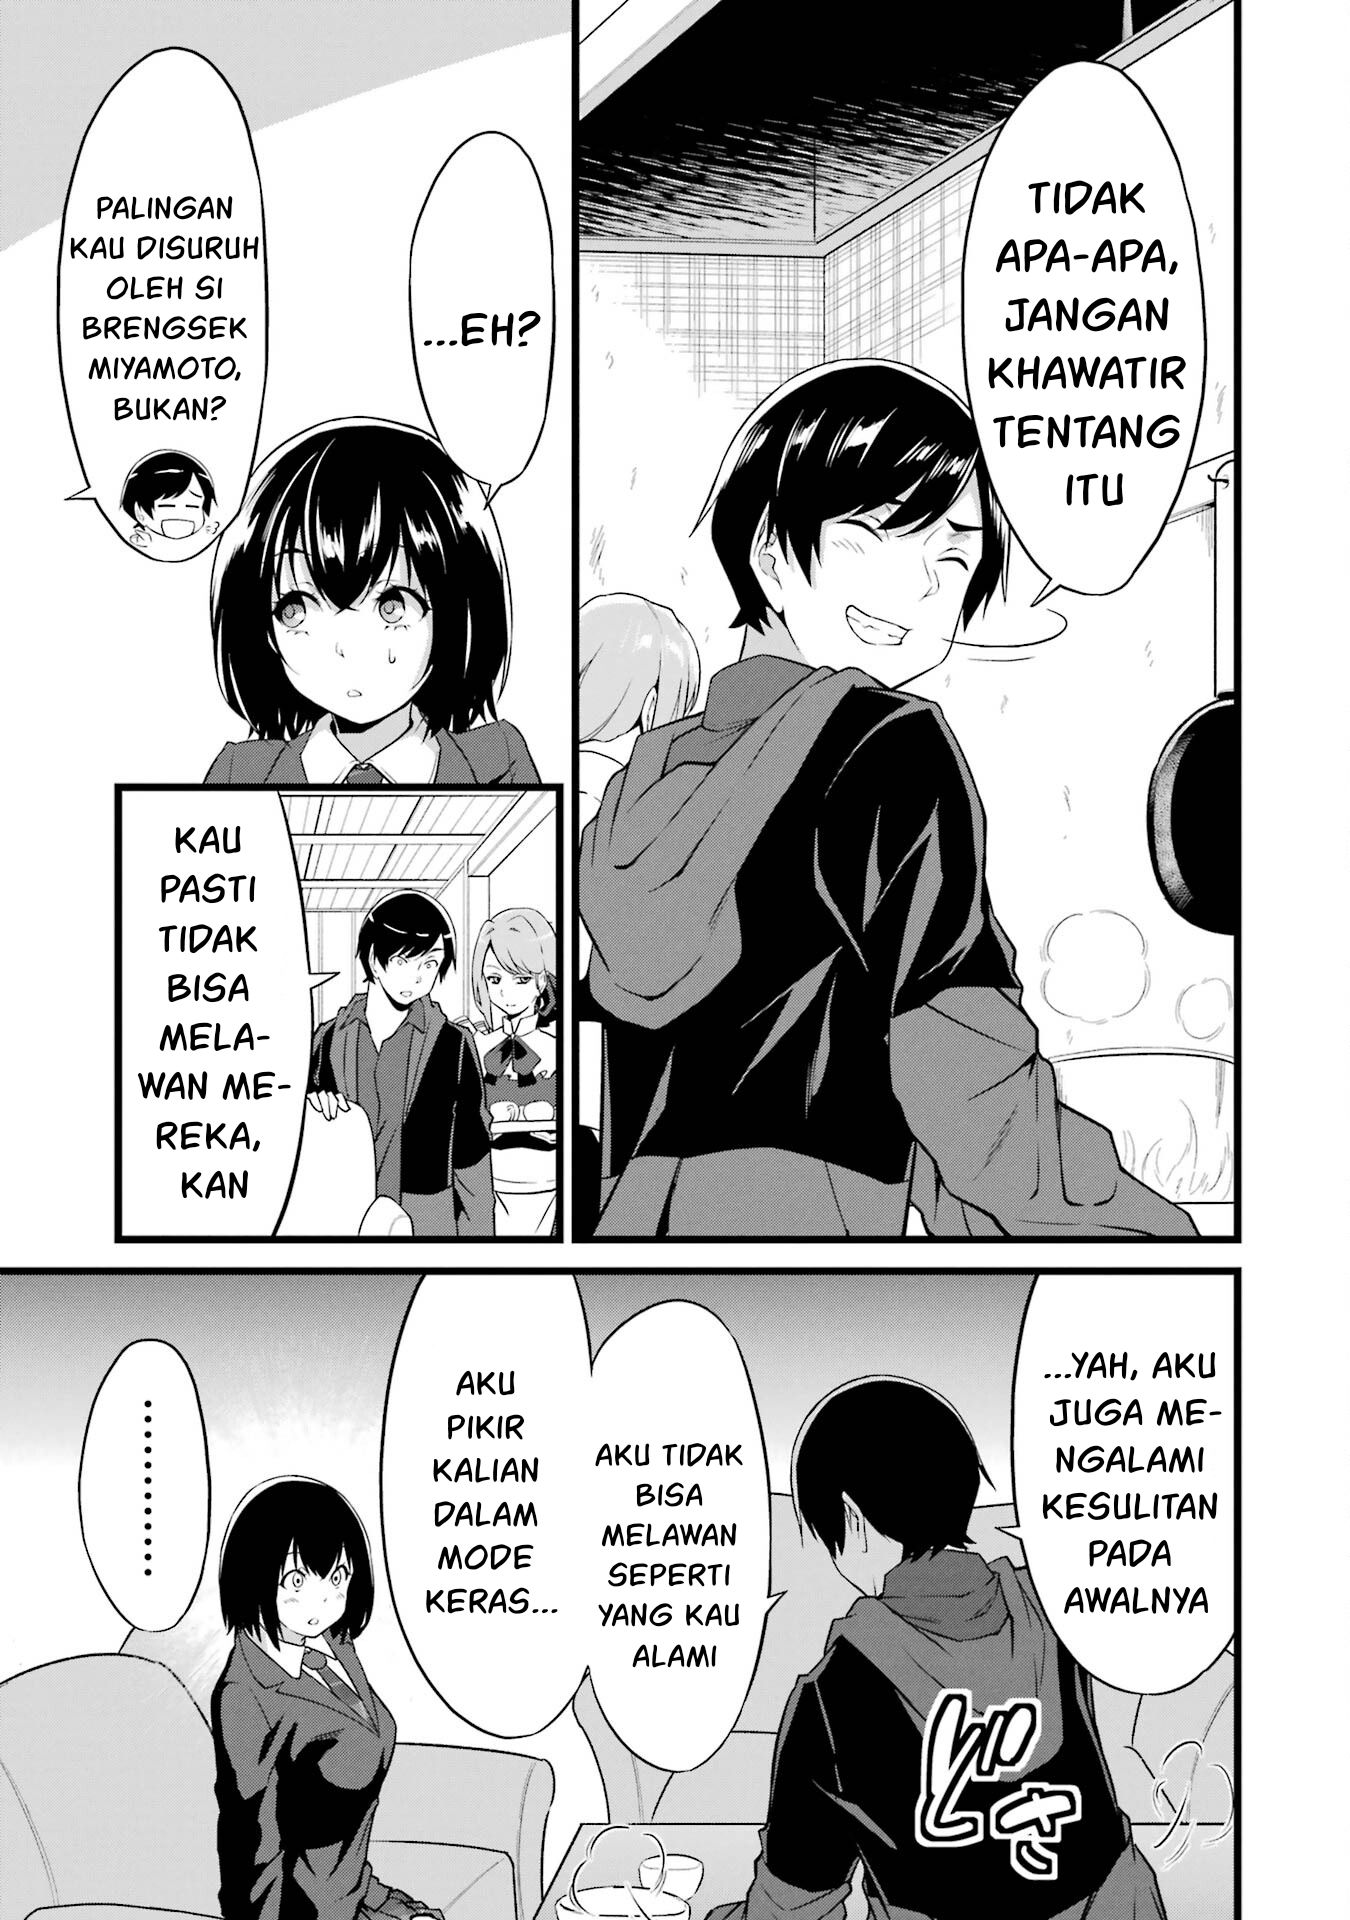 TIDAK
APA-APA,
JANGAN
KHAWATIR
TENTANG
ITU
...EH?
PALINGAN
KAU DISURUH
OLEH SI
BRENGSEK
MIYAMOTO,
BUKAN?
KAU
PASTI
TIDAK
BISA
MELA-
WAN ME-
REKA,
KAN
...YAH, AKU
JUGA ME-
NGALAMI
KESULITAN
PADA
AWALNYA
AKU TIDAK
BISA
MELAWAN
SEPERTI
YANG KAU
ALAMI
AKU
PIKIR
KALIAN
DALAM
MODE
KERAS...
..........
どさ